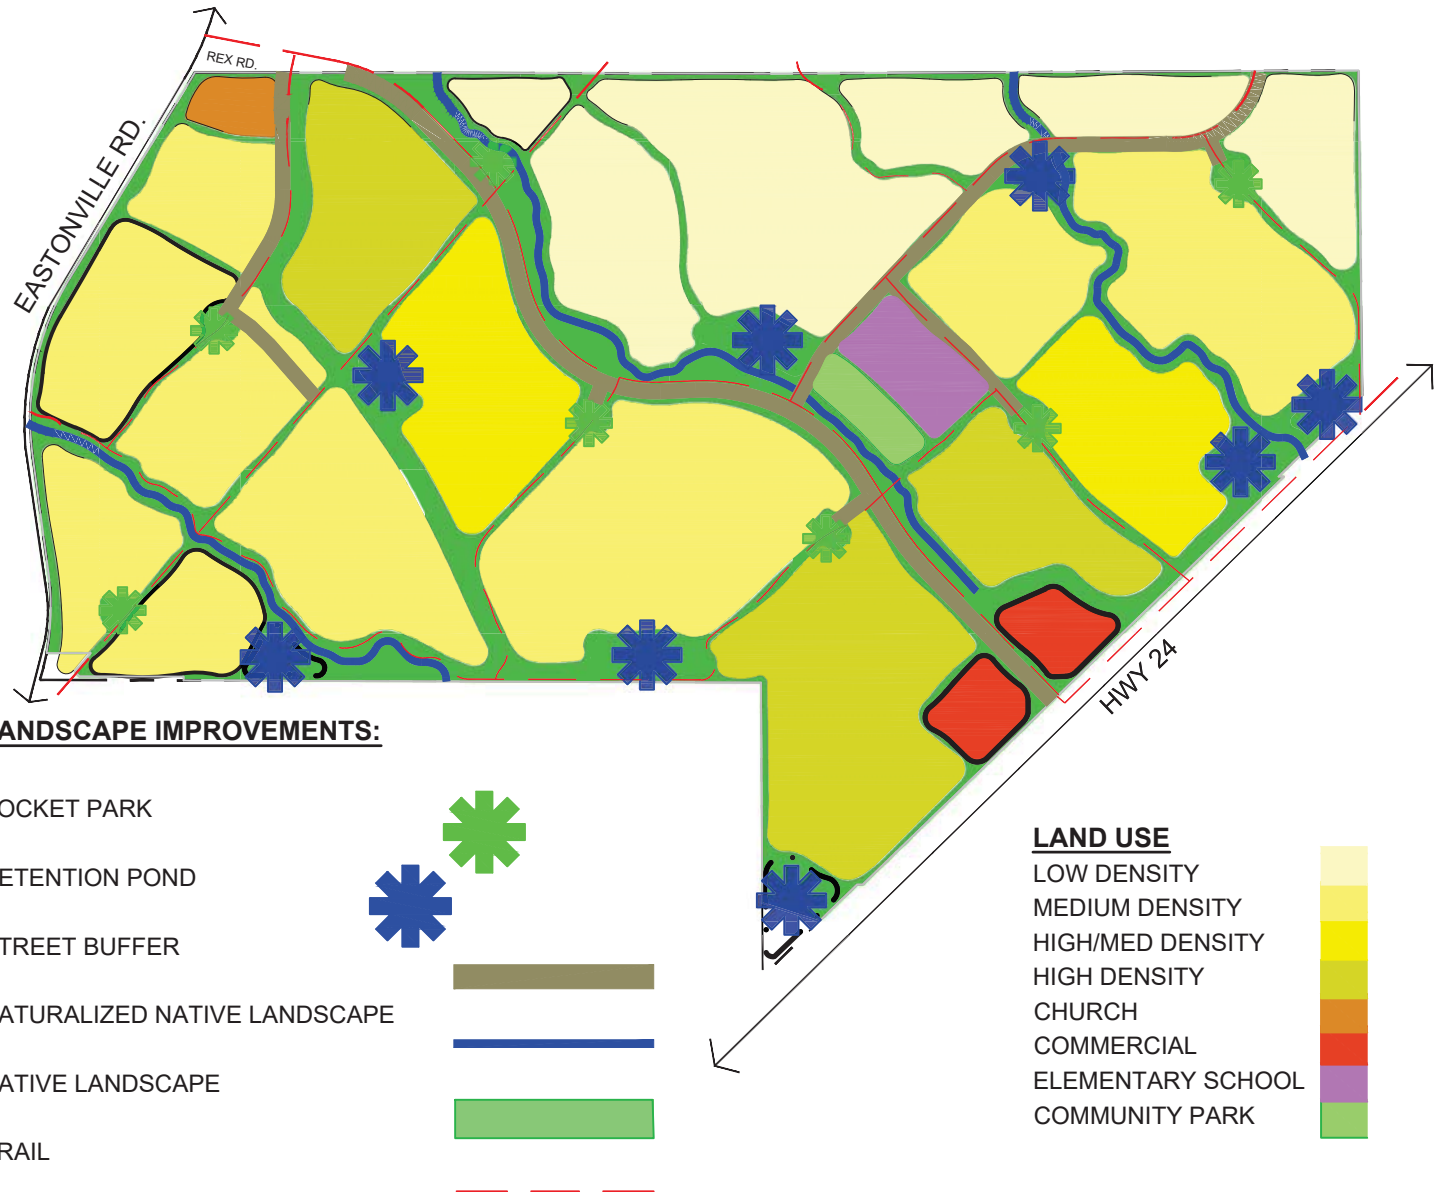 REX RD.
EASTONVILLE RD.
HWY 24
ANDSCAPE IMPROVEMENTS:
OCKET PARK
ETENTION POND
TREET BUFFER
ATURALIZED NATIVE LANDSCAPE
ATIVE LANDSCAPE
RAIL
LAND USE
LOW DENSITY
MEDIUM DENSITY
HIGH/MED DENSITY
HIGH DENSITY
CHURCH
COMMERCIAL
ELEMENTARY SCHOOL
COMMUNITY PARK